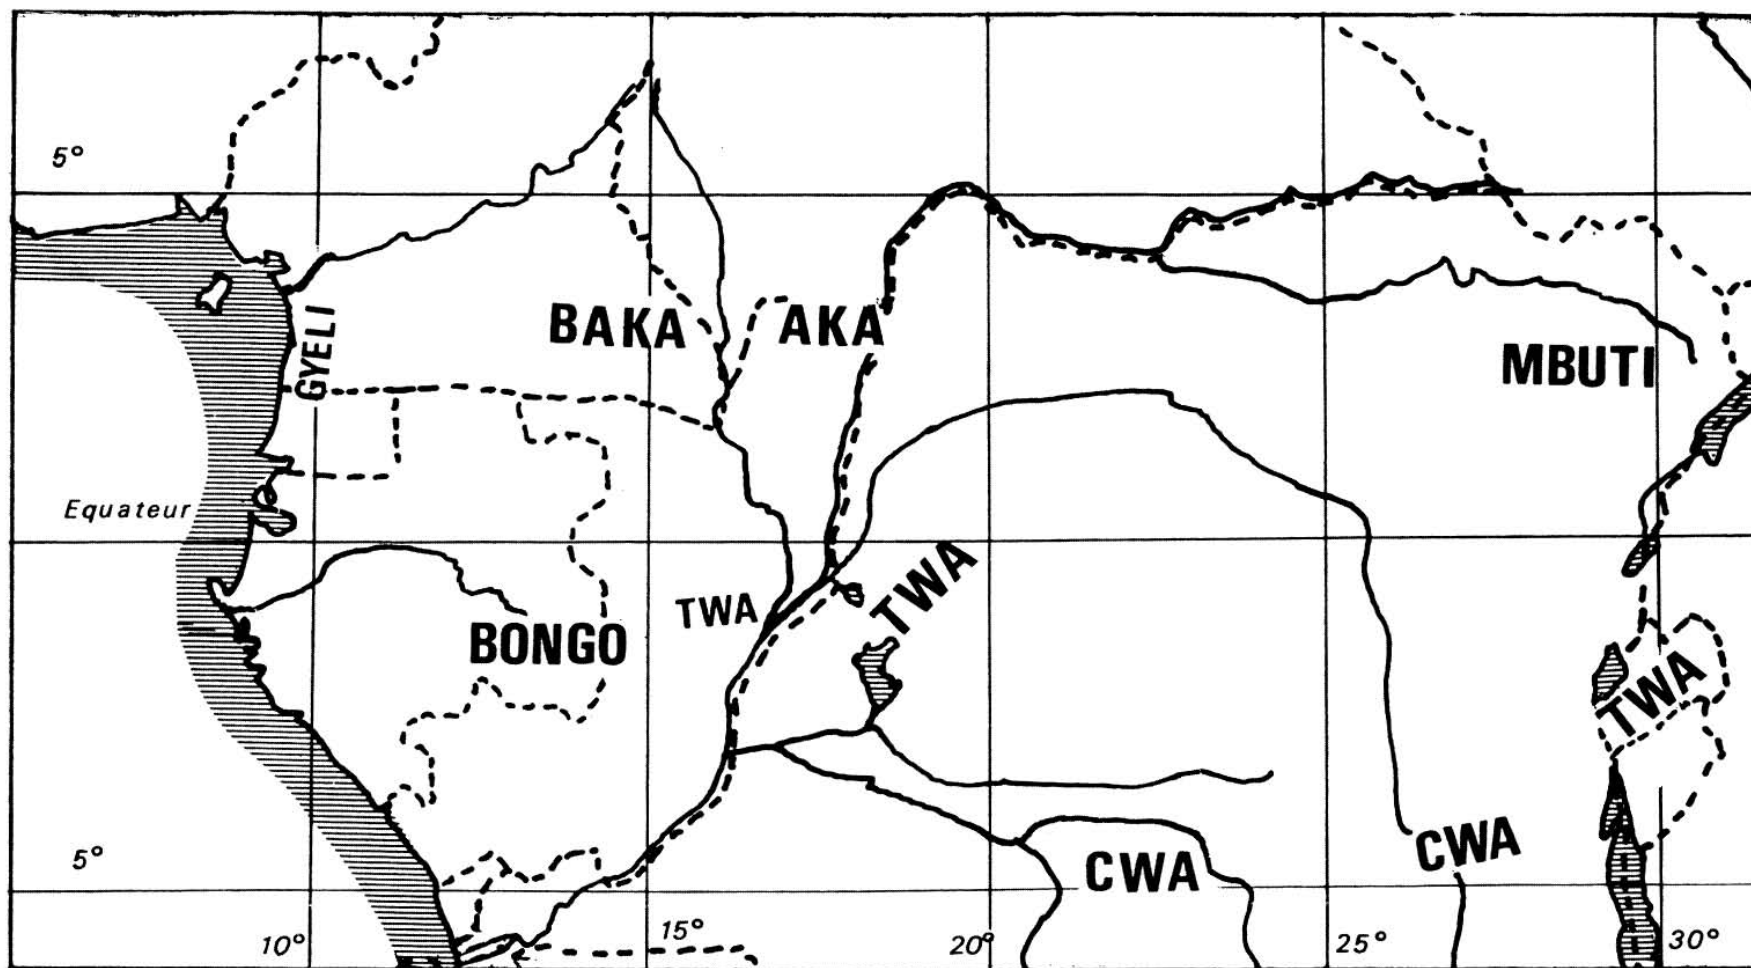 5°
GYELI
BAKA
AKA
MBUTI
Equateur
TWA
TWA
BONGO
TWA
5°
CWA
CWA
10°
15°
20°
25°
30°